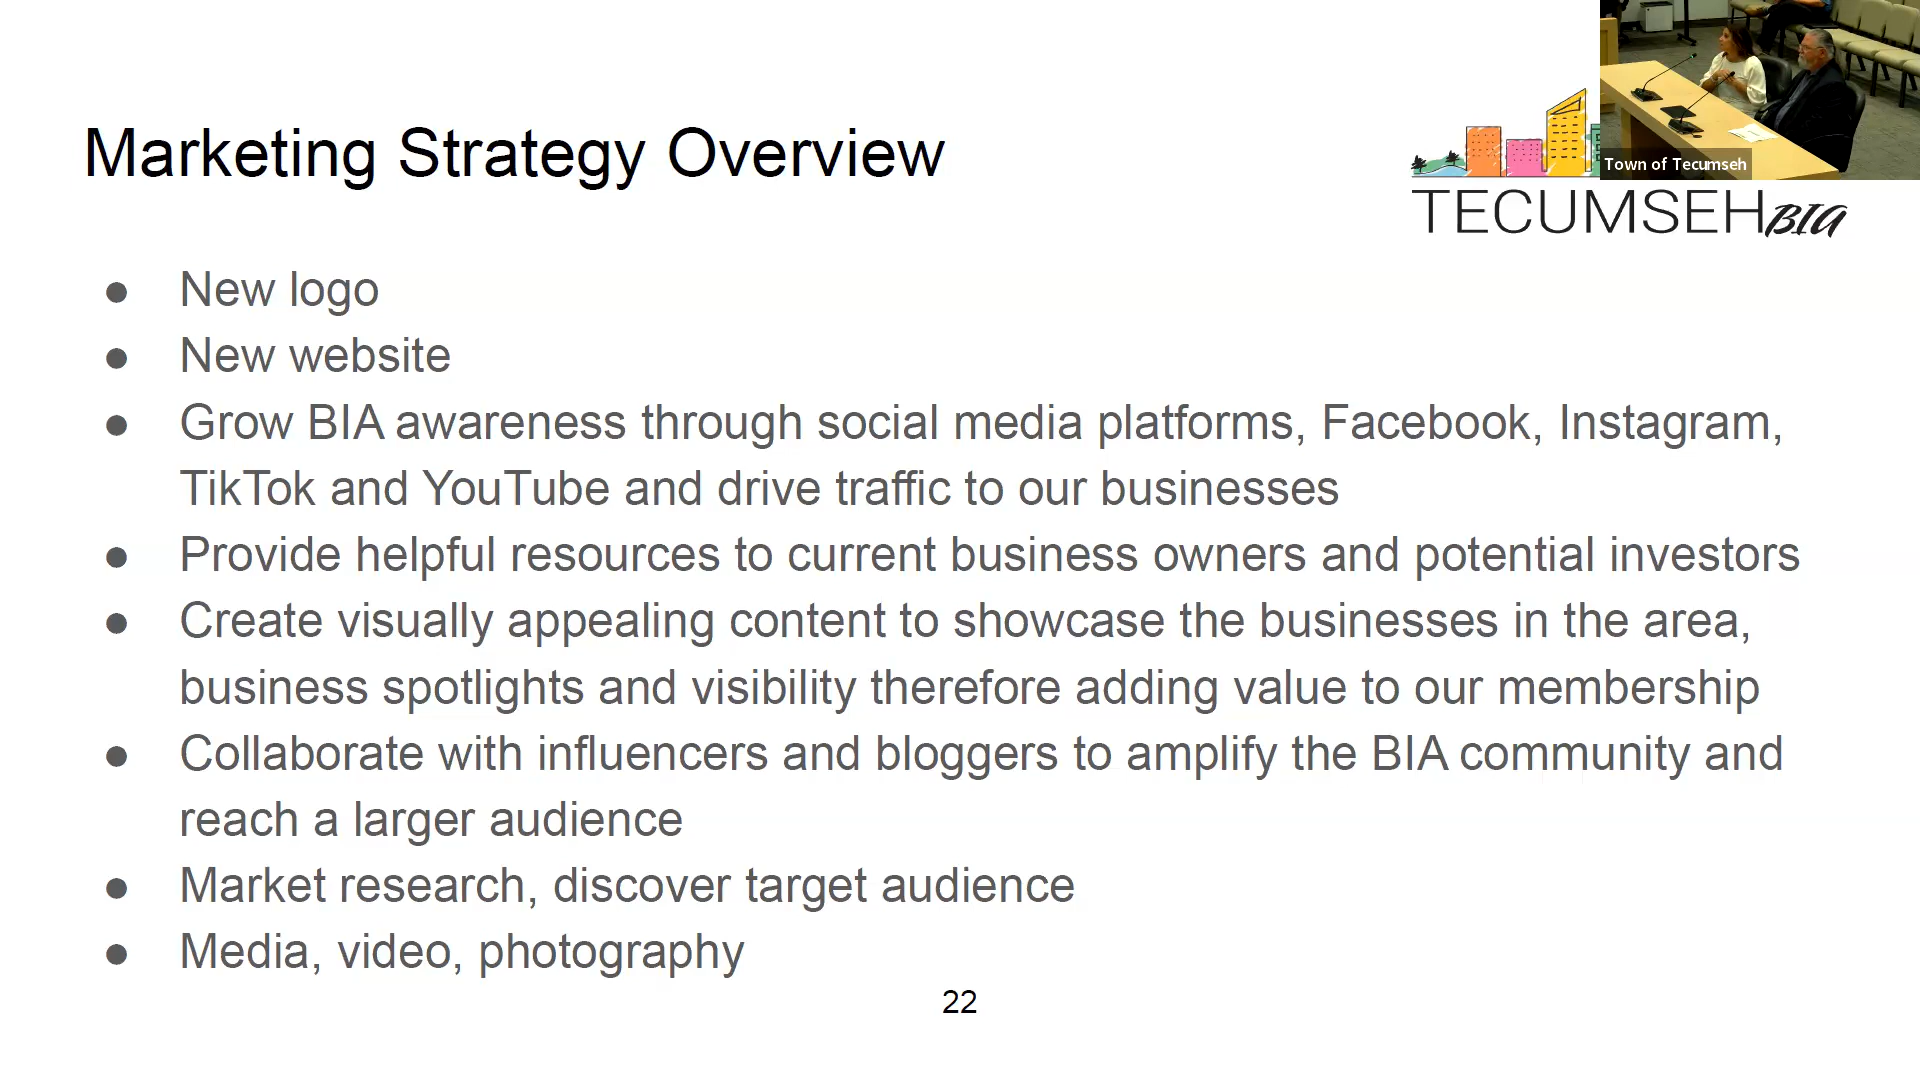 Marketing Strategy Overview
Town of Tecumseh
TECUMSEH BIA
● New logo
● New website
● Grow BIA awareness through social media platforms, Facebook, Instagram,
TikTok and YouTube and drive traffic to our businesses
● Provide helpful resources to current business owners and potential investors
● Create visually appealing content to showcase the businesses in the area,
business spotlights and visibility therefore adding value to our membership
● Collaborate with influencers and bloggers to amplify the BIA community and
reach a larger audience
● Market research, discover target audience
● Media, video, photography
22